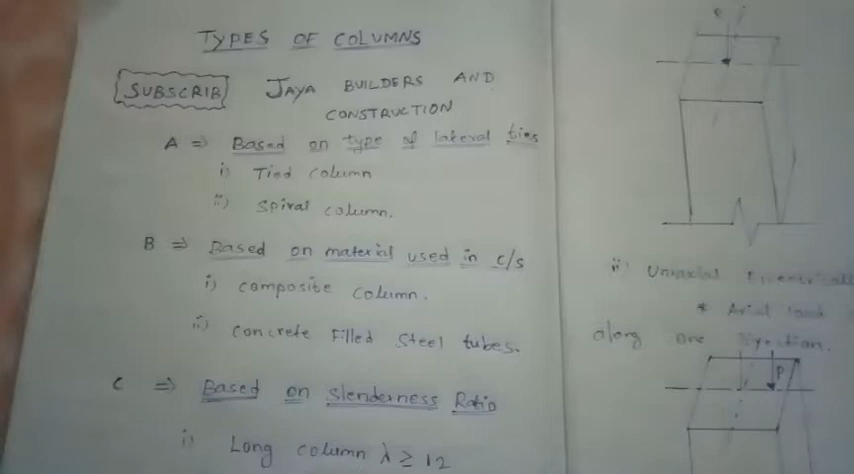 TYPES OF COLUMNS
SUBSCRIB JAYA BUILDERS AND
CONSTRUCTION
A ⇒ Based on type of lateral ties
i) Tied column
ii) Spiral column.
B ⇒ Based on material used in c/s
i) composite column.
ii) concrete Filled Steel tubes.
C ⇒ Based on Slenderness Ratio
i) Long column λ ≥ 12
ii) Uniaxial
*
along one
P